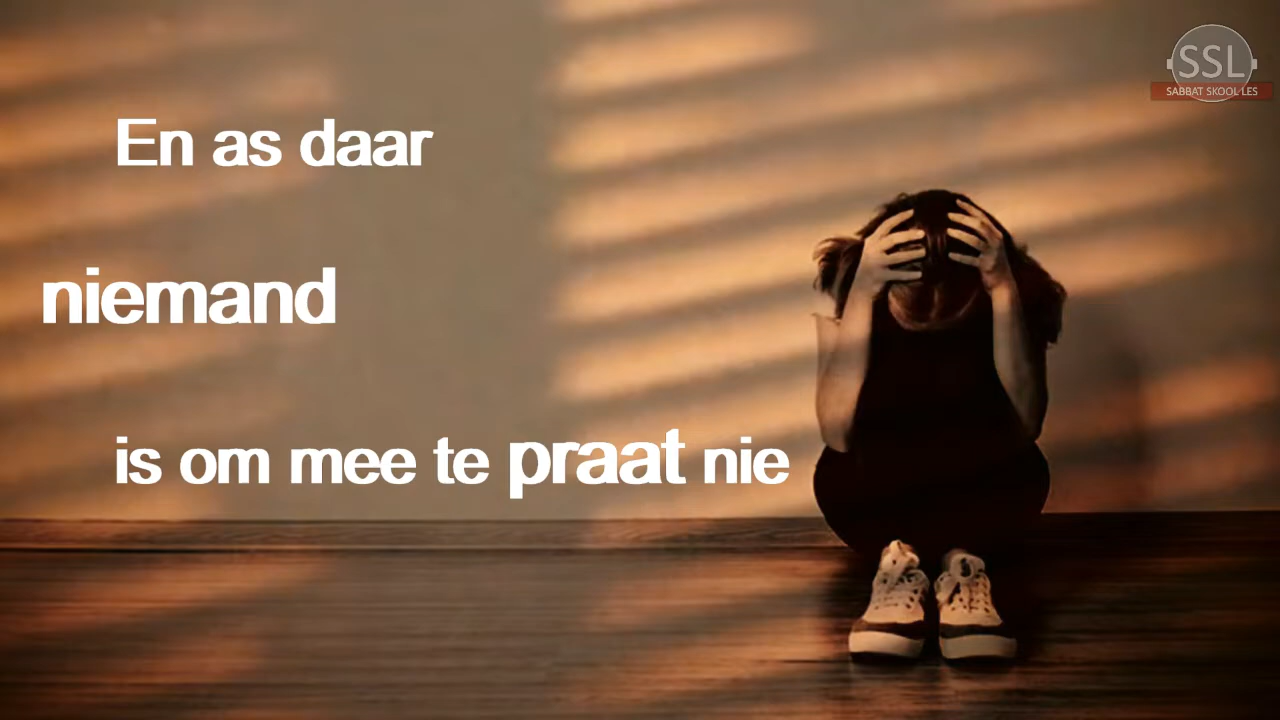 SSL
SABBAT SKOOL LES
En as daar
niemand
is om mee te praat nie